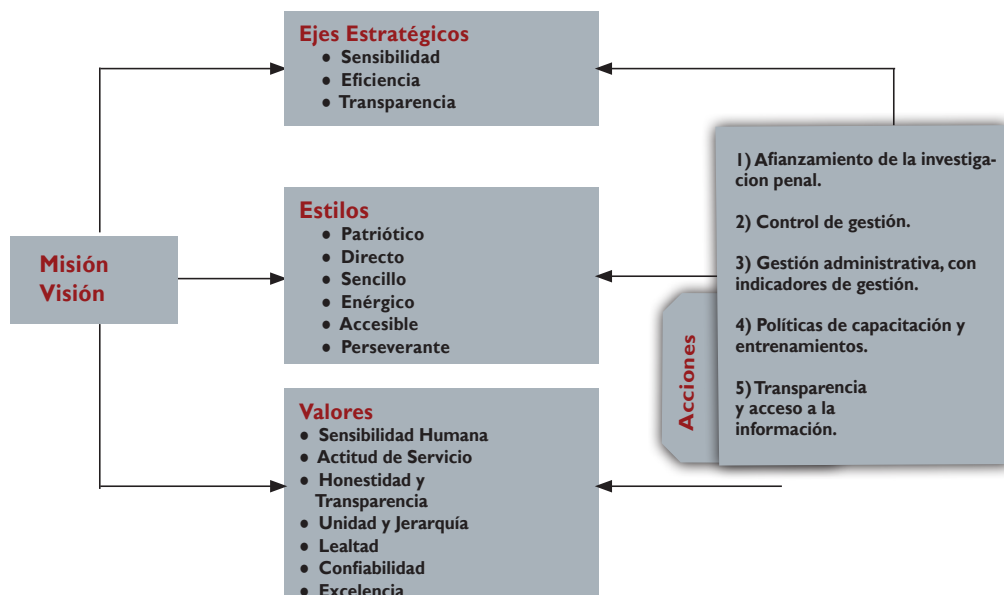 Ejes Estratégicos
● Sensibilidad
● Eficiencia
● Transparencia
Misión
Visión
Estilos
● Patriótico
● Directo
● Sencillo
● Enérgico
● Accesible
● Perseverante
Valores
● Sensibilidad Humana
● Actitud de Servicio
● Honestidad y
Transparencia
● Unidad y Jerarquía
● Lealtad
● Confiabilidad
● Excelencia
Acciones
1) Afianzamiento de la investiga-
cion penal.
2) Control de gestión.
3) Gestión administrativa, con
indicadores de gestión.
4) Políticas de capacitación y
entrenamientos.
5) Transparencia
y acceso a la
información.